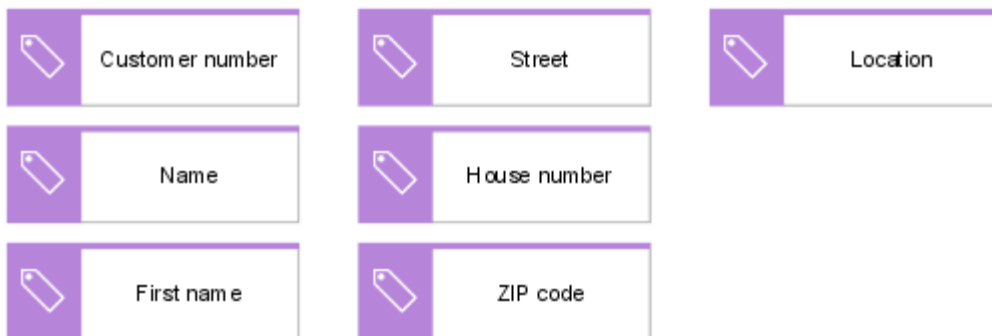 Customer number
Street
Location
Name
House number
First name
ZIP code